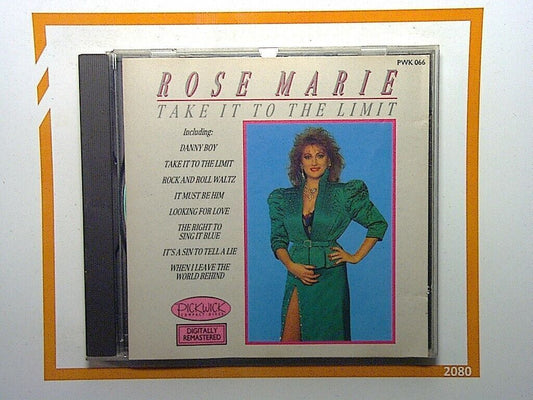 PWK 066
ROSE MARIE
TAKE IT TO THE LIMIT
Including:
DANNY BOY
TAKE IT TO THE LIMIT
ROCK AND ROLL WALTZ
IT MUST BE HIM
LOOKING FOR LOVE
THE RIGHT TO
SING IT BLUE
IT'S A SIN TO TELL A LIE
WHEN I LEAVE THE
WORLD BEHIND
PICKWICK
COMPACT DISCS
DIGITALLY
REMASTERED
2080